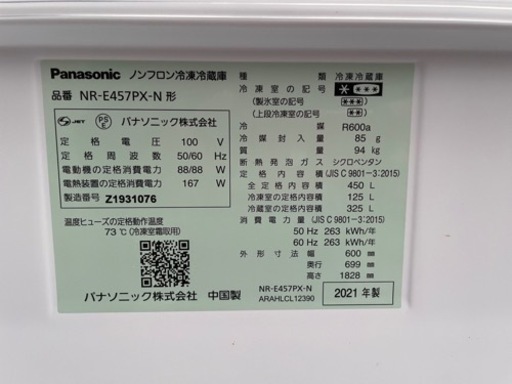 Panasonic ノンフロン冷凍冷蔵庫
品番 NR-E457PX-N 形
JET PSE パナソニック株式会社
定格電圧 100 V
定格周波数 50/60 Hz
電動機の定格消費電力 88/88 W
電熱装置の定格消費電力 167 W
製造番号 Z1931076
温度ヒューズの定格動作温度
73℃(冷凍室霜取用)
パナソニック株式会社 中国製
種類 冷凍冷蔵庫
冷凍室の記号
(製氷室の記号)
(上段冷凍室の記号)
冷媒 R600a
冷媒封入量 85 g
質量 94 kg
断熱発泡ガス シクロペンタン
定格内容積 (JIS C 9801-3:2015)
全定格内容積 450 L
冷凍室の定格内容積 125 L
冷蔵室の定格内容積 325 L
消費電力量 (JIS C 9801-3:2015)
50 Hz 263 kWh/年
60 Hz 263 kWh/年
外形寸法 幅 600 mm
奥行 699 mm
高さ 1828 mm
NR-E457PX-N
ARAHLCL12390
2021年製